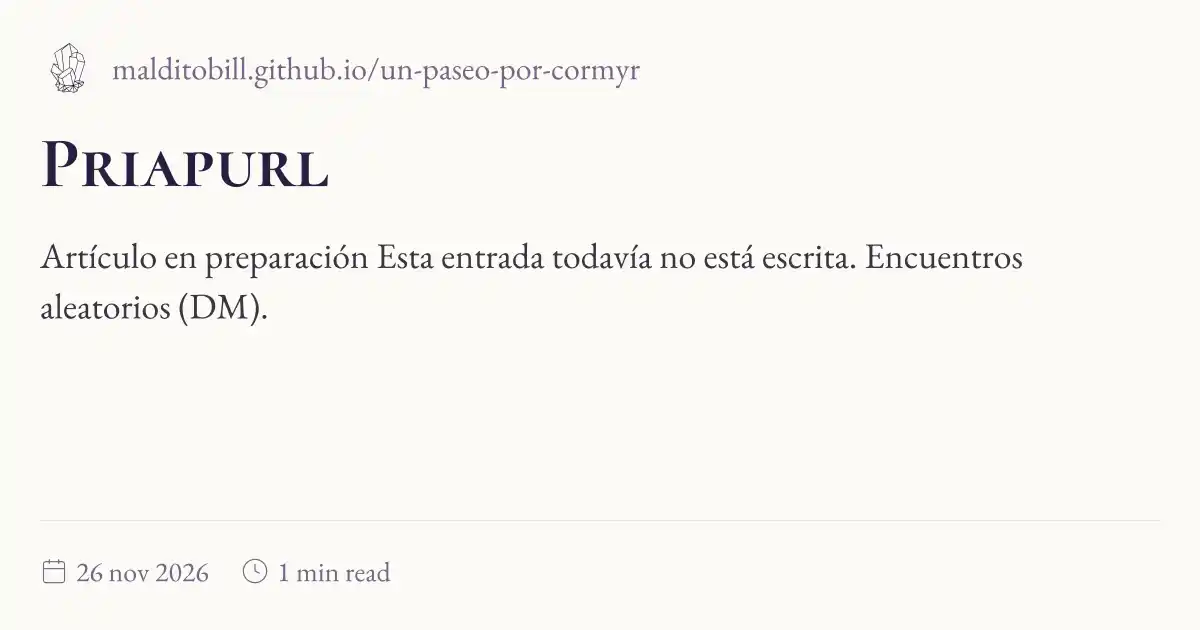 malditobill.github.io/un-paseo-por-cormyr
Priapurl
Artículo en preparación Esta entrada todavía no está escrita. Encuentros
aleatorios (DM).
26 nov 2026
1 min read